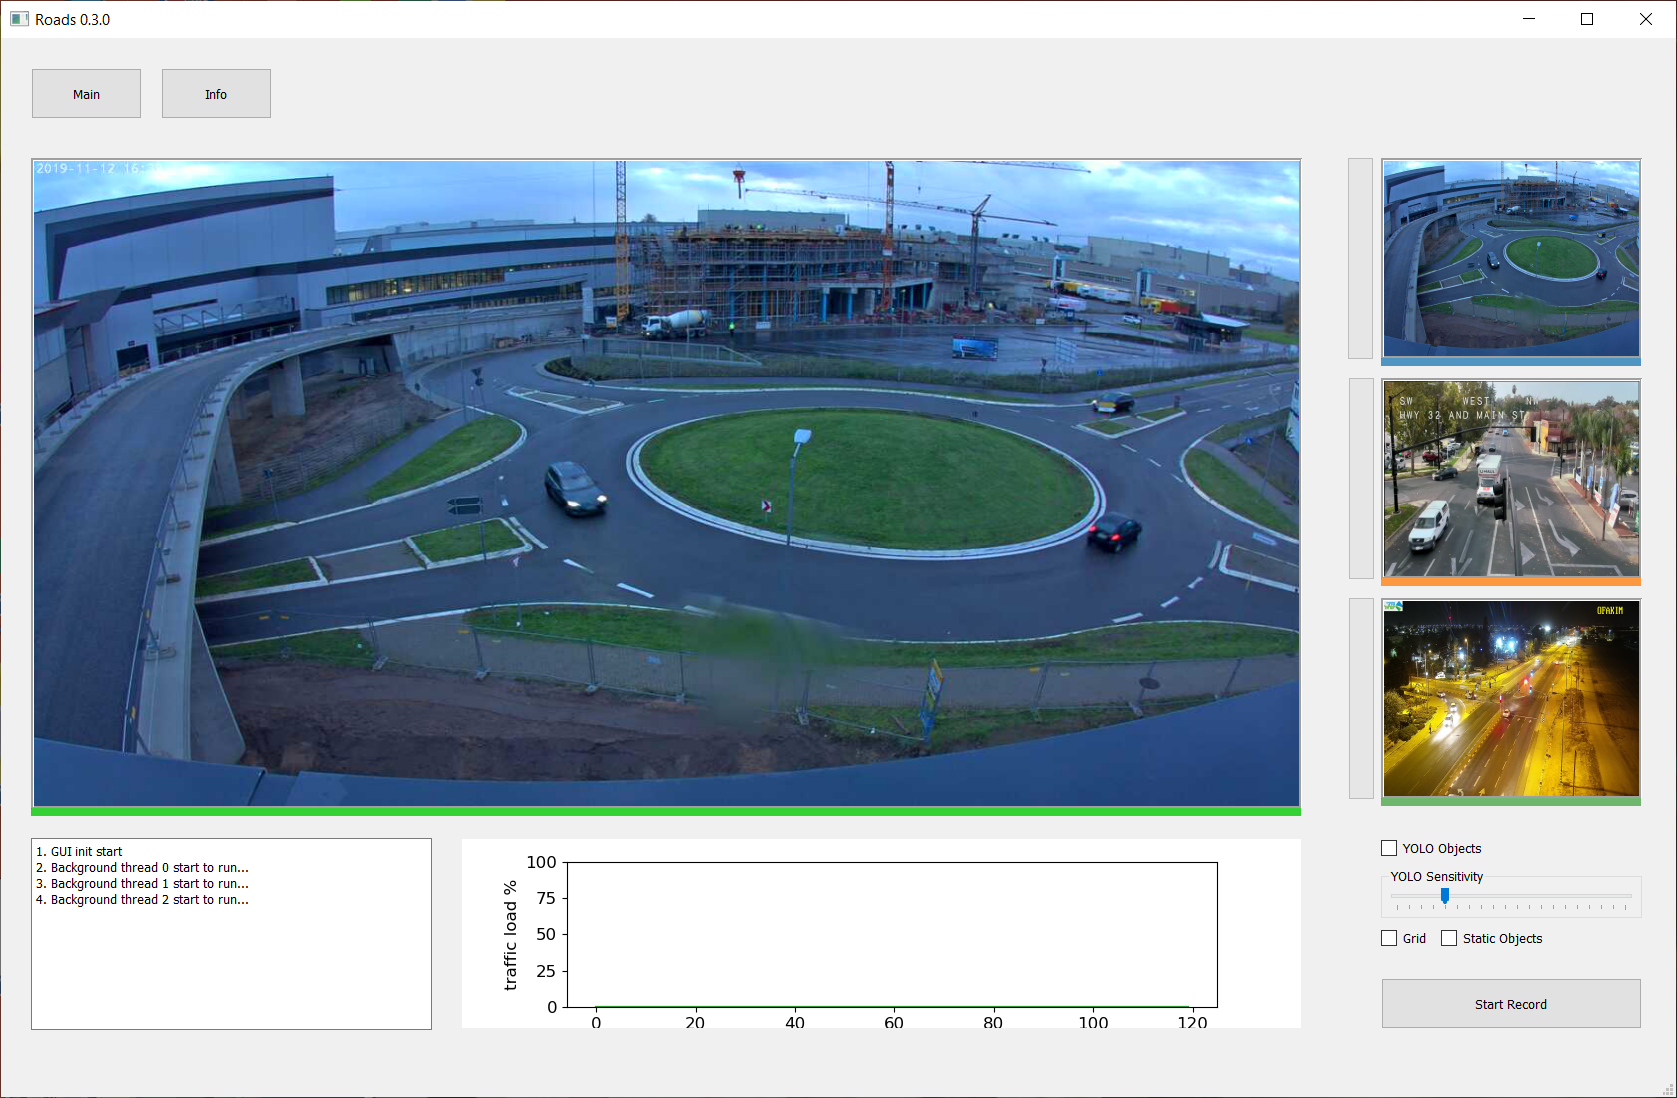 Roads 0.3.0
Main
Info
2019-11-12 16:
SW WEST NW
HWY 32 AND MAIN ST
U-HAUL
OPAKIM
1. GUI init start
2. Background thread 0 start to run...
3. Background thread 1 start to run...
4. Background thread 2 start to run...
traffic load %
100
75
50
25
0
0 20 40 60 80 100 120
YOLO Objects
YOLO Sensitivity
Grid
Static Objects
Start Record